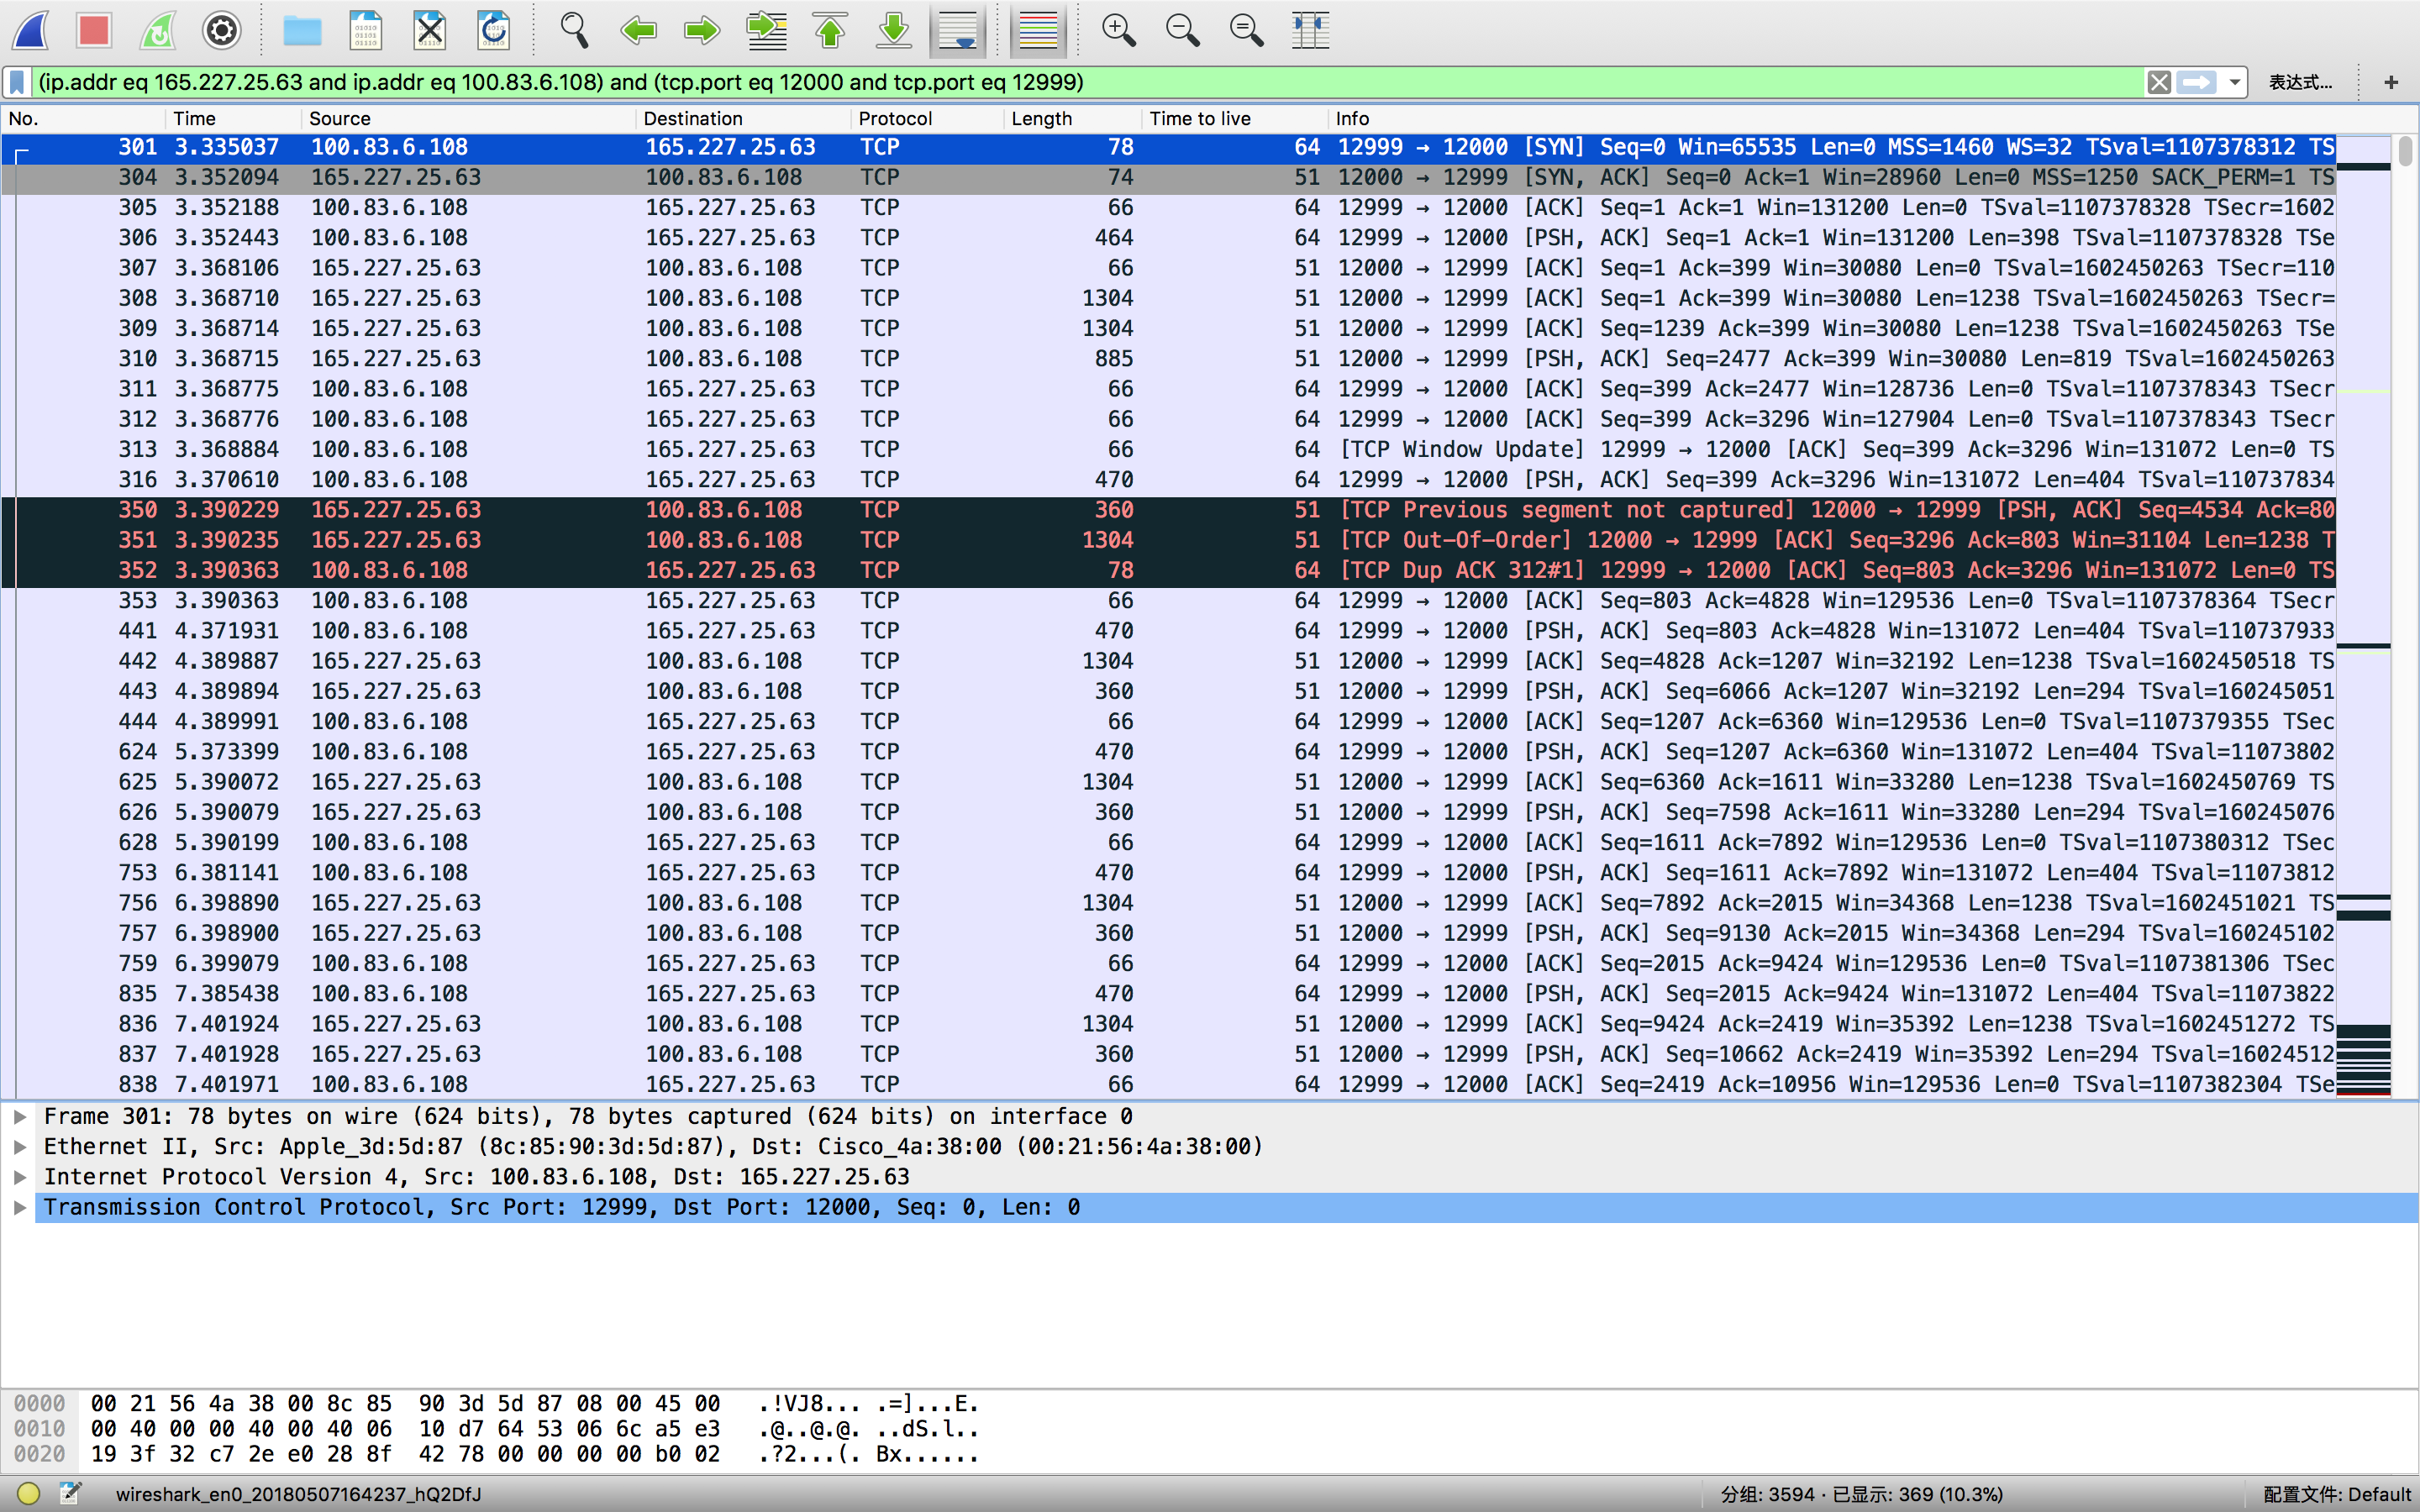 (ip.addr eq 165.227.25.63 and ip.addr eq 100.83.6.108) and (tcp.port eq 12000 and tcp.port eq 12999) 表达式… +
No. Time Source Destination Protocol Length Time to live Info
301 3.335037 100.83.6.108 165.227.25.63 TCP 78 64 12999 → 12000 [SYN] Seq=0 Win=65535 Len=0 MSS=1460 WS=32 TSval=1107378312 TS
304 3.352094 165.227.25.63 100.83.6.108 TCP 74 51 12000 → 12999 [SYN, ACK] Seq=0 Ack=1 Win=28960 Len=0 MSS=1250 SACK_PERM=1 TS
305 3.352188 100.83.6.108 165.227.25.63 TCP 66 64 12999 → 12000 [ACK] Seq=1 Ack=1 Win=131200 Len=0 TSval=1107378328 TSecr=1602
306 3.352443 100.83.6.108 165.227.25.63 TCP 464 64 12999 → 12000 [PSH, ACK] Seq=1 Ack=1 Win=131200 Len=398 TSval=1107378328 TSe
307 3.368106 165.227.25.63 100.83.6.108 TCP 66 51 12000 → 12999 [ACK] Seq=1 Ack=399 Win=30080 Len=0 TSval=1602450263 TSecr=110
308 3.368710 165.227.25.63 100.83.6.108 TCP 1304 51 12000 → 12999 [ACK] Seq=1 Ack=399 Win=30080 Len=1238 TSval=1602450263 TSecr=
309 3.368714 165.227.25.63 100.83.6.108 TCP 1304 51 12000 → 12999 [ACK] Seq=1239 Ack=399 Win=30080 Len=1238 TSval=1602450263 TSe
310 3.368715 165.227.25.63 100.83.6.108 TCP 885 51 12000 → 12999 [PSH, ACK] Seq=2477 Ack=399 Win=30080 Len=819 TSval=1602450263
311 3.368775 100.83.6.108 165.227.25.63 TCP 66 64 12999 → 12000 [ACK] Seq=399 Ack=2477 Win=128736 Len=0 TSval=1107378343 TSecr
312 3.368776 100.83.6.108 165.227.25.63 TCP 66 64 12999 → 12000 [ACK] Seq=399 Ack=3296 Win=127904 Len=0 TSval=1107378343 TSecr
313 3.368884 100.83.6.108 165.227.25.63 TCP 66 64 [TCP Window Update] 12999 → 12000 [ACK] Seq=399 Ack=3296 Win=131072 Len=0 TS
316 3.370610 100.83.6.108 165.227.25.63 TCP 470 64 12999 → 12000 [PSH, ACK] Seq=399 Ack=3296 Win=131072 Len=404 TSval=110737834
350 3.390229 165.227.25.63 100.83.6.108 TCP 360 51 [TCP Previous segment not captured] 12000 → 12999 [PSH, ACK] Seq=4534 Ack=80
351 3.390235 165.227.25.63 100.83.6.108 TCP 1304 51 [TCP Out-Of-Order] 12000 → 12999 [ACK] Seq=3296 Ack=803 Win=31104 Len=1238 T
352 3.390363 100.83.6.108 165.227.25.63 TCP 78 64 [TCP Dup ACK 312#1] 12999 → 12000 [ACK] Seq=803 Ack=3296 Win=131072 Len=0 TS
353 3.390363 100.83.6.108 165.227.25.63 TCP 66 64 12999 → 12000 [ACK] Seq=803 Ack=4828 Win=129536 Len=0 TSval=1107378364 TSecr
441 4.371931 100.83.6.108 165.227.25.63 TCP 470 64 12999 → 12000 [PSH, ACK] Seq=803 Ack=4828 Win=131072 Len=404 TSval=110737933
442 4.389887 165.227.25.63 100.83.6.108 TCP 1304 51 12000 → 12999 [ACK] Seq=4828 Ack=1207 Win=32192 Len=1238 TSval=1602450518 TS
443 4.389894 165.227.25.63 100.83.6.108 TCP 360 51 12000 → 12999 [PSH, ACK] Seq=6066 Ack=1207 Win=32192 Len=294 TSval=160245051
444 4.389991 100.83.6.108 165.227.25.63 TCP 66 64 12999 → 12000 [ACK] Seq=1207 Ack=6360 Win=129536 Len=0 TSval=1107379355 TSec
624 5.373399 100.83.6.108 165.227.25.63 TCP 470 64 12999 → 12000 [PSH, ACK] Seq=1207 Ack=6360 Win=131072 Len=404 TSval=11073802
625 5.390072 165.227.25.63 100.83.6.108 TCP 1304 51 12000 → 12999 [ACK] Seq=6360 Ack=1611 Win=33280 Len=1238 TSval=1602450769 TS
626 5.390079 165.227.25.63 100.83.6.108 TCP 360 51 12000 → 12999 [PSH, ACK] Seq=7598 Ack=1611 Win=33280 Len=294 TSval=160245076
628 5.390199 100.83.6.108 165.227.25.63 TCP 66 64 12999 → 12000 [ACK] Seq=1611 Ack=7892 Win=129536 Len=0 TSval=1107380312 TSec
753 6.381141 100.83.6.108 165.227.25.63 TCP 470 64 12999 → 12000 [PSH, ACK] Seq=1611 Ack=7892 Win=131072 Len=404 TSval=11073812
756 6.398890 165.227.25.63 100.83.6.108 TCP 1304 51 12000 → 12999 [ACK] Seq=7892 Ack=2015 Win=34368 Len=1238 TSval=1602451021 TS
757 6.398900 165.227.25.63 100.83.6.108 TCP 360 51 12000 → 12999 [PSH, ACK] Seq=9130 Ack=2015 Win=34368 Len=294 TSval=160245102
759 6.399079 100.83.6.108 165.227.25.63 TCP 66 64 12999 → 12000 [ACK] Seq=2015 Ack=9424 Win=129536 Len=0 TSval=1107381306 TSec
835 7.385438 100.83.6.108 165.227.25.63 TCP 470 64 12999 → 12000 [PSH, ACK] Seq=2015 Ack=9424 Win=131072 Len=404 TSval=11073822
836 7.401924 165.227.25.63 100.83.6.108 TCP 1304 51 12000 → 12999 [ACK] Seq=9424 Ack=2419 Win=35392 Len=1238 TSval=1602451272 TS
837 7.401928 165.227.25.63 100.83.6.108 TCP 360 51 12000 → 12999 [PSH, ACK] Seq=10662 Ack=2419 Win=35392 Len=294 TSval=16024512
838 7.401971 100.83.6.108 165.227.25.63 TCP 66 64 12999 → 12000 [ACK] Seq=2419 Ack=10956 Win=129536 Len=0 TSval=1107382304 TSe
Frame 301: 78 bytes on wire (624 bits), 78 bytes captured (624 bits) on interface 0
Ethernet II, Src: Apple_3d:5d:87 (8c:85:90:3d:5d:87), Dst: Cisco_4a:38:00 (00:21:56:4a:38:00)
Internet Protocol Version 4, Src: 100.83.6.108, Dst: 165.227.25.63
Transmission Control Protocol, Src Port: 12999, Dst Port: 12000, Seq: 0, Len: 0
0000 00 21 56 4a 38 00 8c 85 90 3d 5d 87 08 00 45 00 .!VJ8... .=]...E.
0010 00 40 00 00 40 00 40 06 10 d7 64 53 06 6c a5 e3 .@..@.@. ..dS.l..
0020 19 3f 32 c7 2e e0 28 8f 42 78 00 00 00 00 b0 02 .?2...(. Bx......
wireshark_en0_20180507164237_hQ2DfJ 分组: 3594 · 已显示: 369 (10.3%) 配置文件: Default